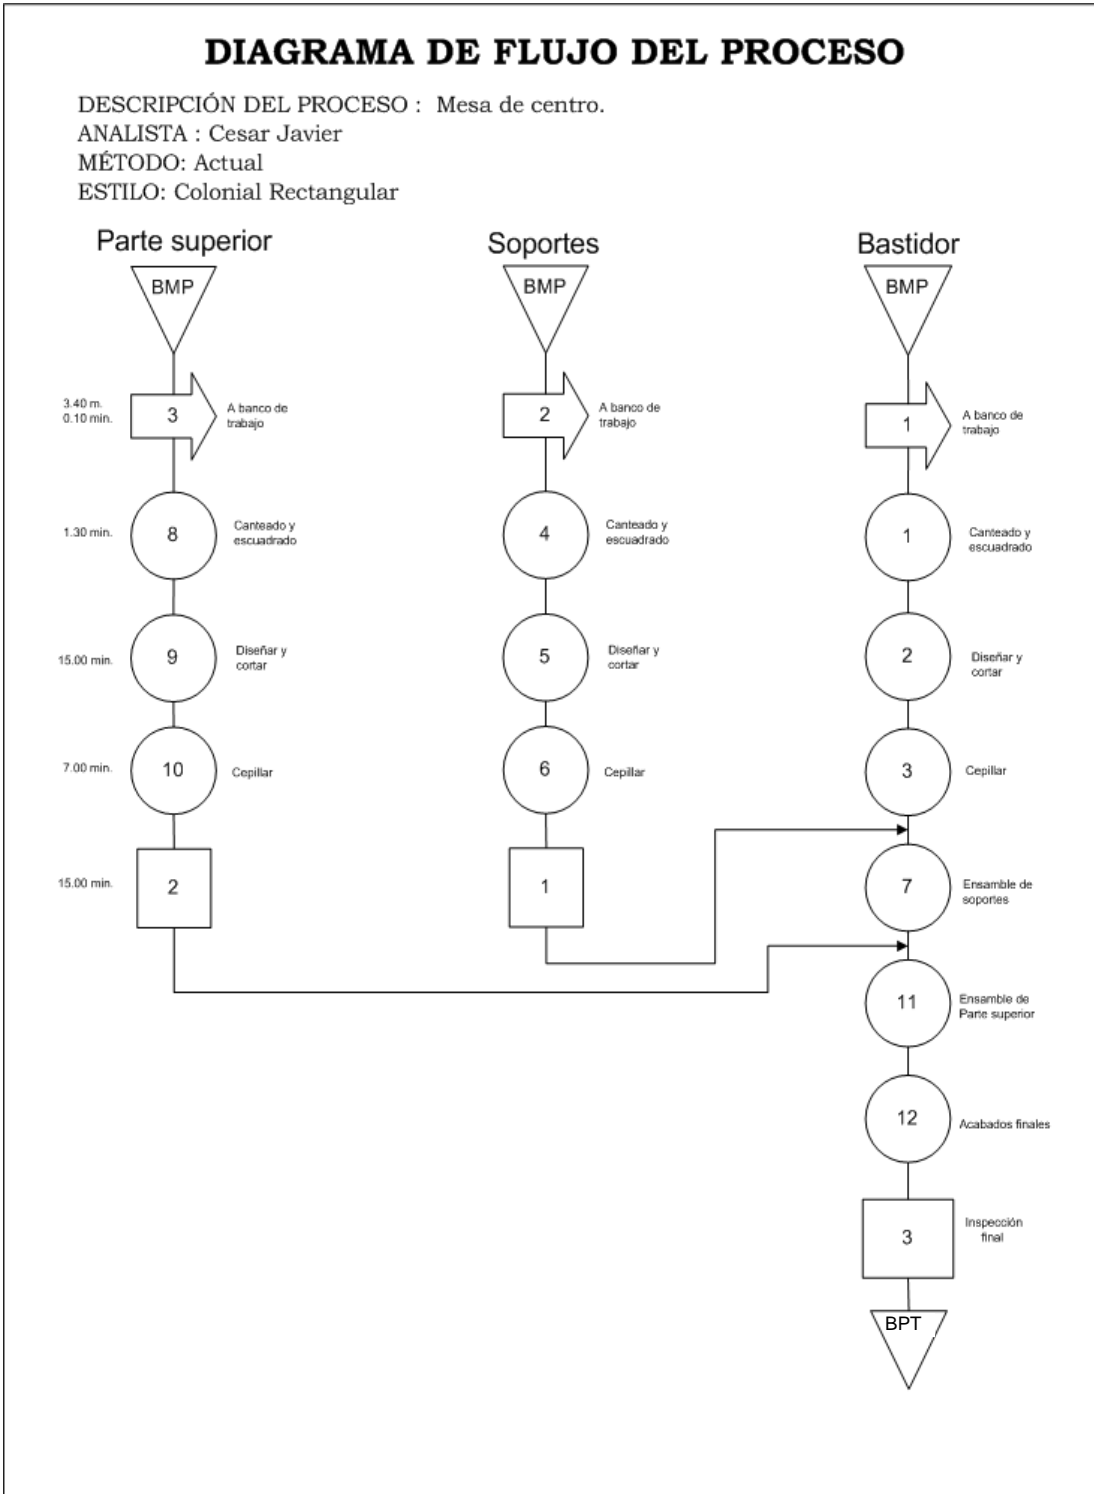 DIAGRAMA DE FLUJO DEL PROCESO
DESCRIPCIÓN DEL PROCESO : Mesa de centro.
ANALISTA : Cesar Javier
MÉTODO: Actual
ESTILO: Colonial Rectangular
Parte superior
BMP
3.40 m.
0.10 min.
3
A banco de
trabajo
1.30 min.
8
Canteado y
escuadrado
15.00 min.
9
Diseñar y
cortar
7.00 min.
10
Cepillar
15.00 min.
2
Soportes
BMP
2
A banco de
trabajo
4
Canteado y
escuadrado
5
Diseñar y
cortar
6
Cepillar
1
Bastidor
BMP
1
A banco de
trabajo
1
Canteado y
escuadrado
2
Diseñar y
cortar
3
Cepillar
7
Ensamble de
soportes
11
Ensamble de
Parte superior
12
Acabados finales
3
Inspección
final
BPT